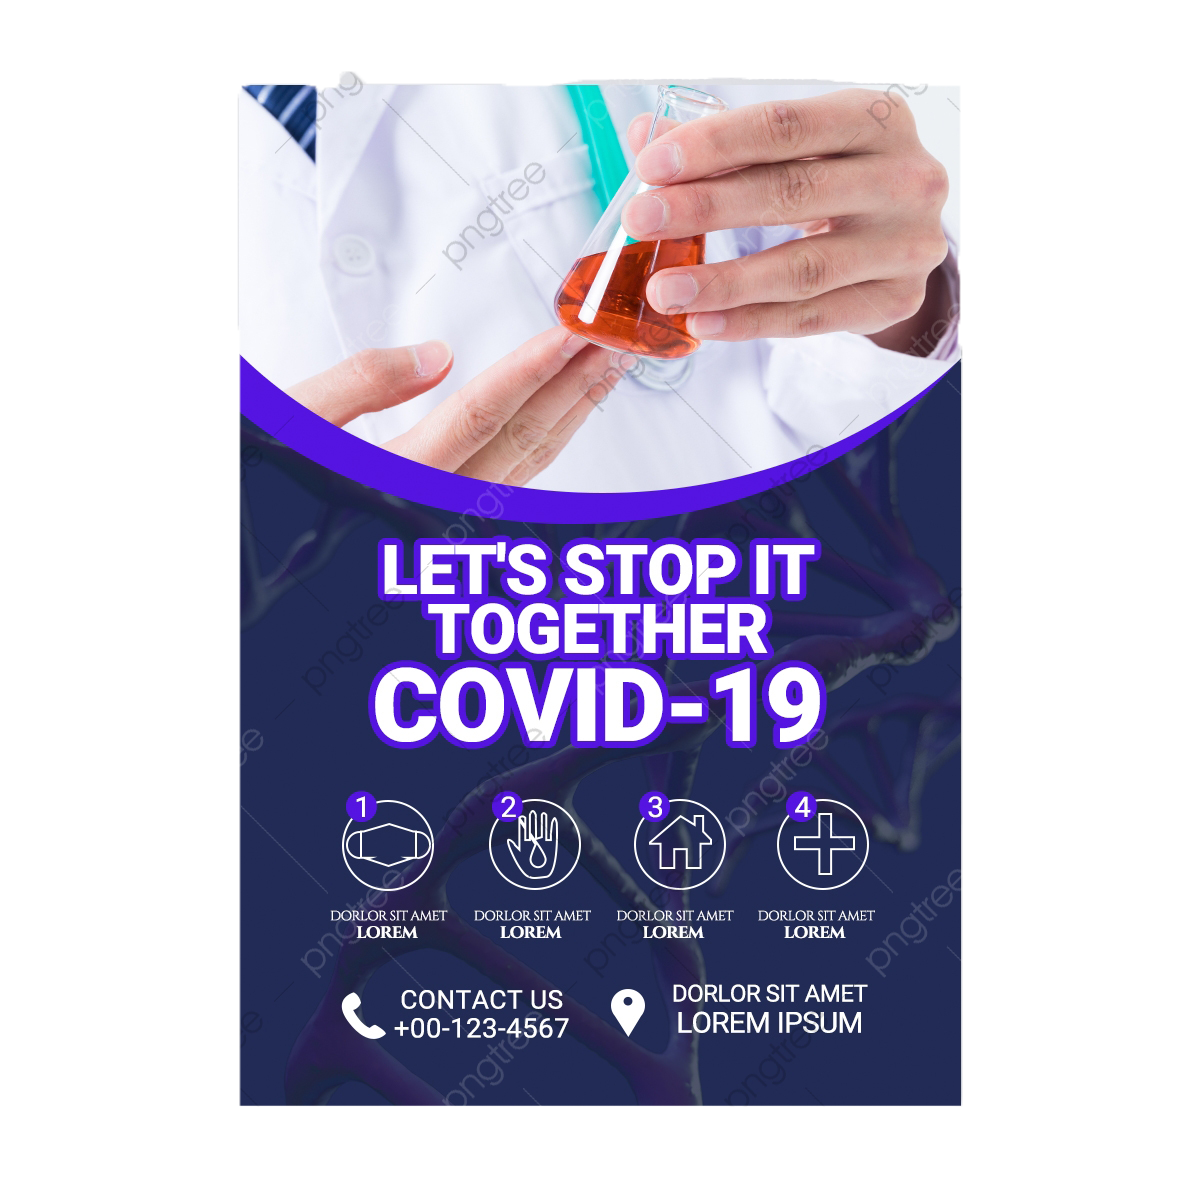 LET'S STOP IT
TOGETHER
COVID-19
1
2
3
4
DORLOR SIT AMET
LOREM
DORLOR SIT AMET
LOREM
DORLOR SIT AMET
LOREM
DORLOR SIT AMET
LOREM
CONTACT US
+00-123-4567
DORLOR SIT AMET
LOREM IPSUM
pngtree